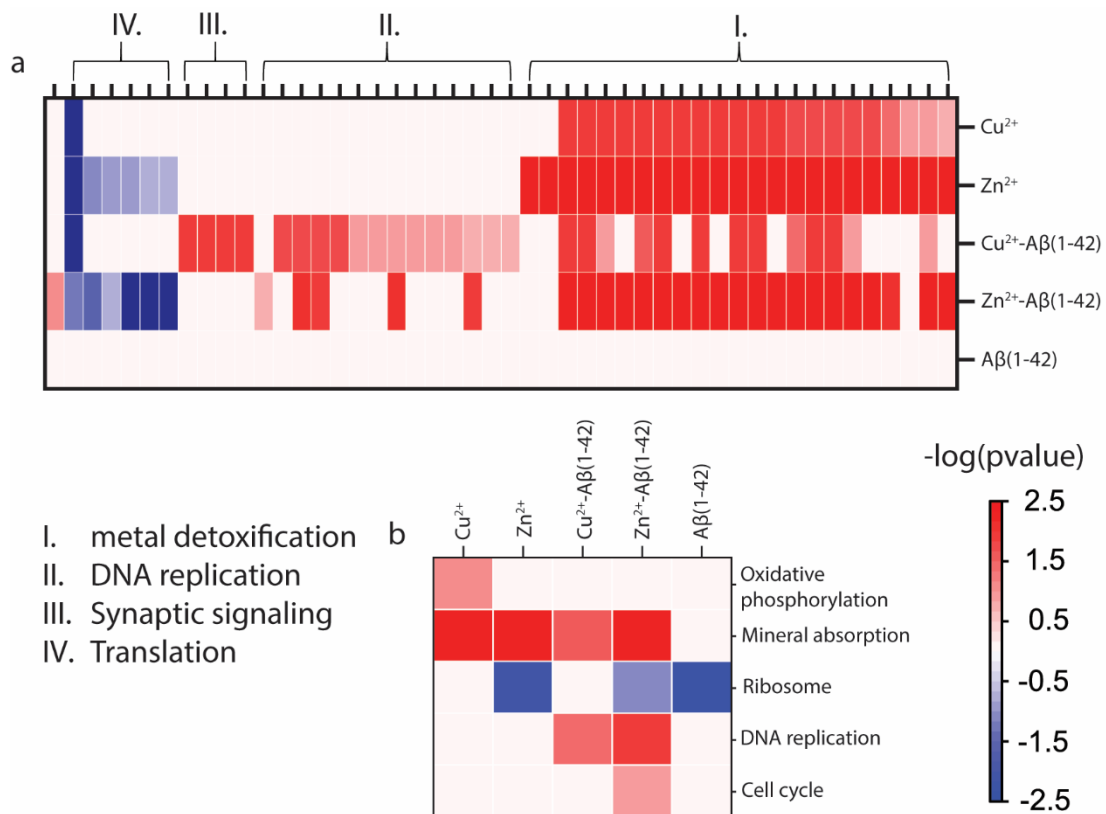 IV. III. II. I.
a
Cu²⁺
Zn²⁺
Cu²⁺-Aβ(1-42)
Zn²⁺-Aβ(1-42)
Aβ(1-42)
I. metal detoxification
II. DNA replication
III. Synaptic signaling
IV. Translation
b
Cu²⁺
Zn²⁺
Cu²⁺-Aβ(1-42)
Zn²⁺-Aβ(1-42)
Aβ(1-42)
Oxidative
phosphorylation
Mineral absorption
Ribosome
DNA replication
Cell cycle
-log(pvalue)
2.5
1.5
0.5
-0.5
-1.5
-2.5